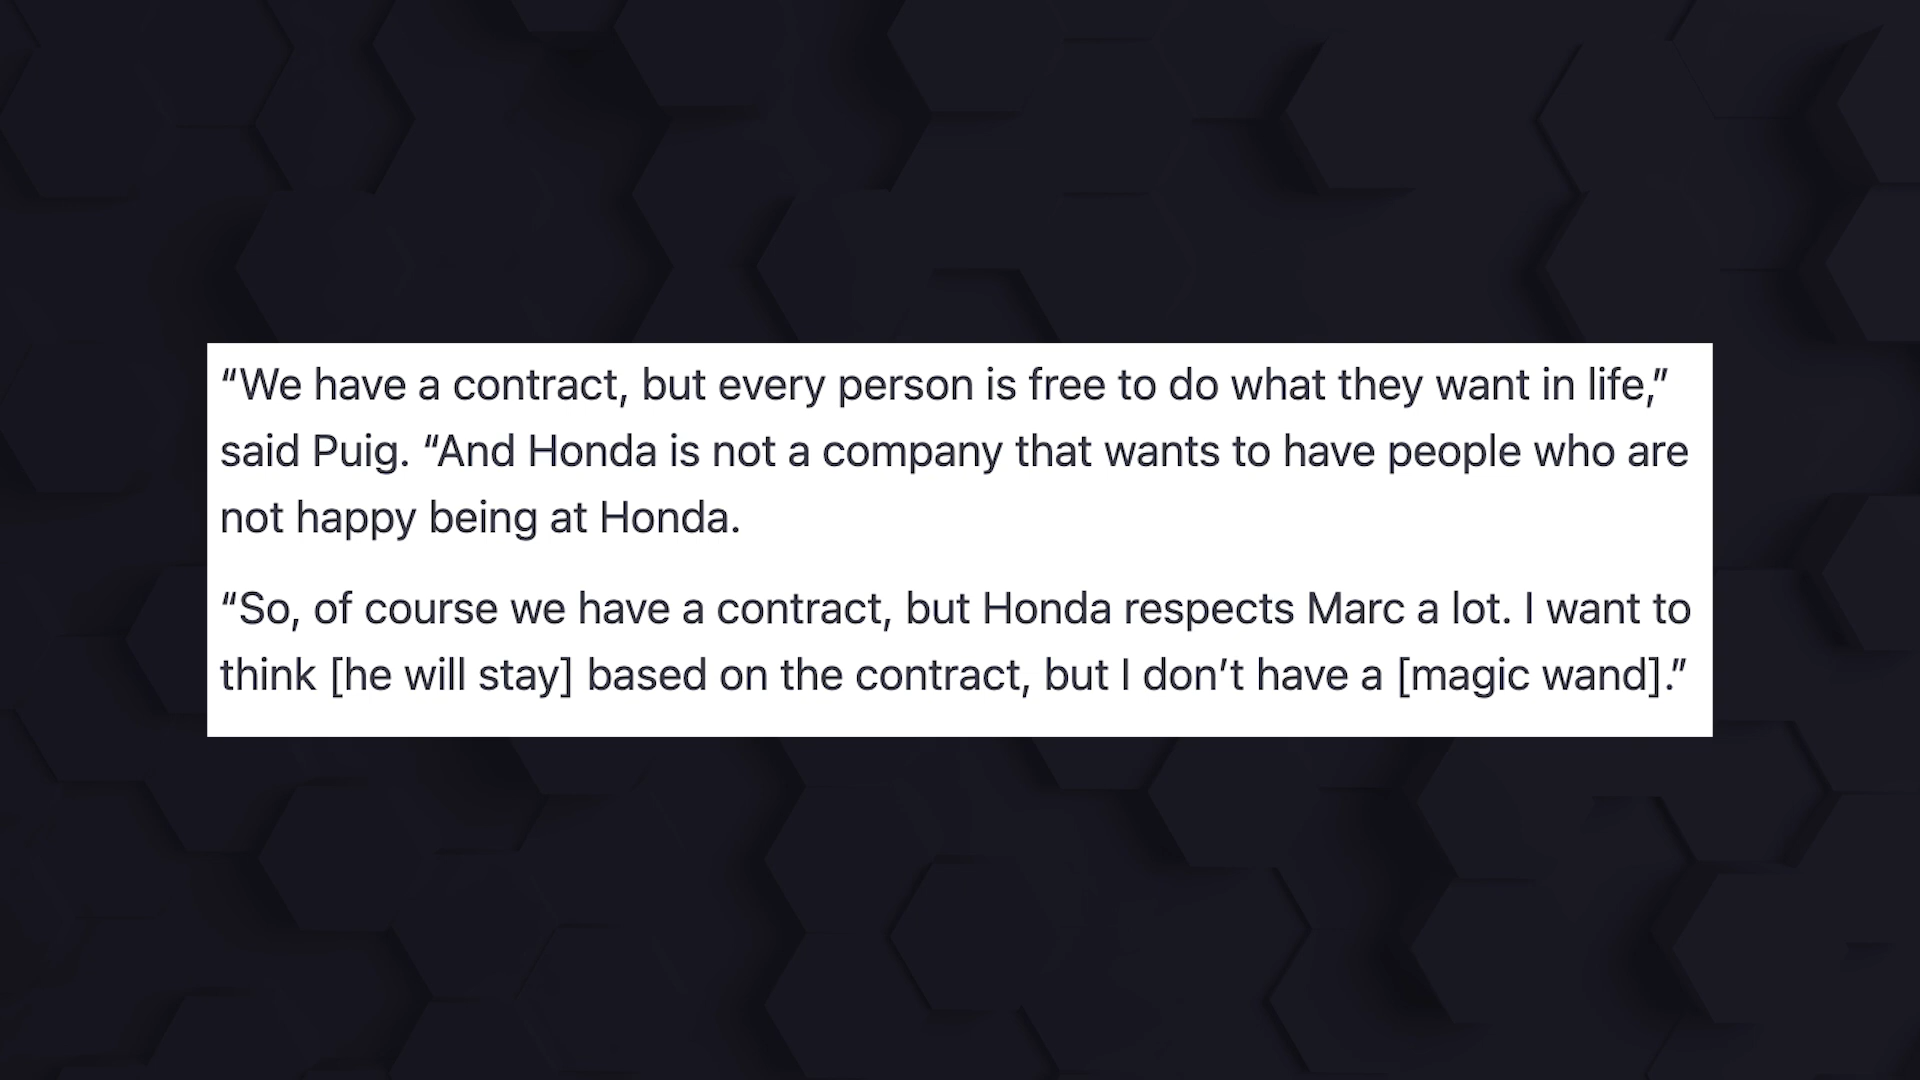 “We have a contract, but every person is free to do what they want in life,”
said Puig. “And Honda is not a company that wants to have people who are
not happy being at Honda.
“So, of course we have a contract, but Honda respects Marc a lot. I want to
think [he will stay] based on the contract, but I don’t have a [magic wand].”